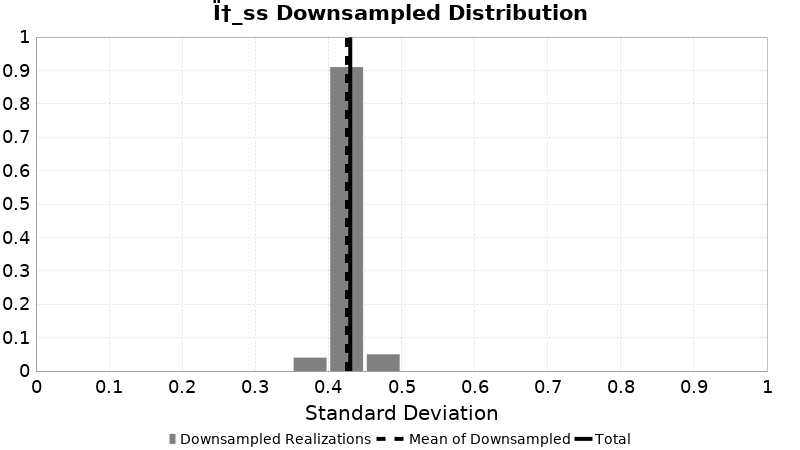 Ï†_ss Downsampled Distribution
1
0.9
0.8
0.7
0.6
0.5
0.4
0.3
0.2
0.1
0
0 0.1 0.2 0.3 0.4 0.5 0.6 0.7 0.8 0.9 1
Standard Deviation
Downsampled Realizations Mean of Downsampled Total